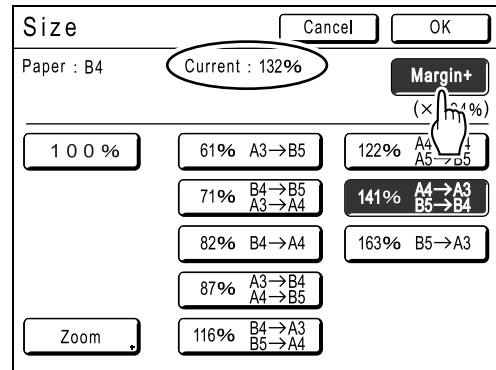 Size
Cancel
OK
Paper : B4
Current : 132%
Margin+
100%
61% A3→B5
122% A4
A5→B5
71% B4→B5
A3→A4
141% A4→A3
B5→B4
82% B4→A4
163% B5→A3
87% A3→B4
A4→B5
Zoom
116% B4→A3
B5→A4